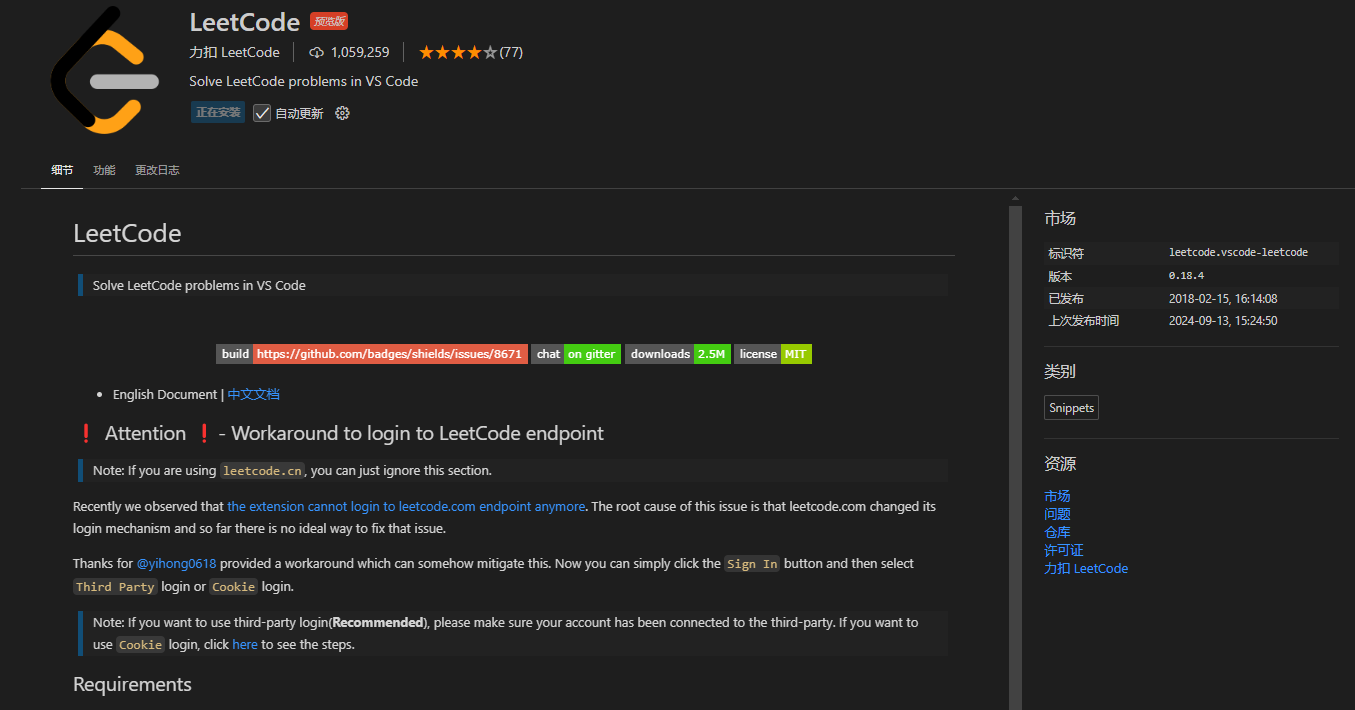 LeetCode 预览版
力扣 LeetCode 1,059,259 (77)
Solve LeetCode problems in VS Code
正在安装 自动更新
细节 功能 更改日志
LeetCode
Solve LeetCode problems in VS Code
build https://github.com/badges/shields/issues/8671 chat on gitter downloads 2.5M license MIT
English Document | 中文文档
❗ Attention ❗ - Workaround to login to LeetCode endpoint
Note: If you are using leetcode.cn, you can just ignore this section.
Recently we observed that the extension cannot login to leetcode.com endpoint anymore. The root cause of this issue is that leetcode.com changed its
login mechanism and so far there is no ideal way to fix that issue.
Thanks for @yihong0618 provided a workaround which can somehow mitigate this. Now you can simply click the Sign In button and then select
Third Party login or Cookie login.
Note: If you want to use third-party login(Recommended), please make sure your account has been connected to the third-party. If you want to
use Cookie login, click here to see the steps.
Requirements
市场
标识符 leetcode.vscode-leetcode
版本 0.18.4
已发布 2018-02-15, 16:14:08
上次发布时间 2024-09-13, 15:24:50
类别
Snippets
资源
市场
问题
仓库
许可证
力扣 LeetCode